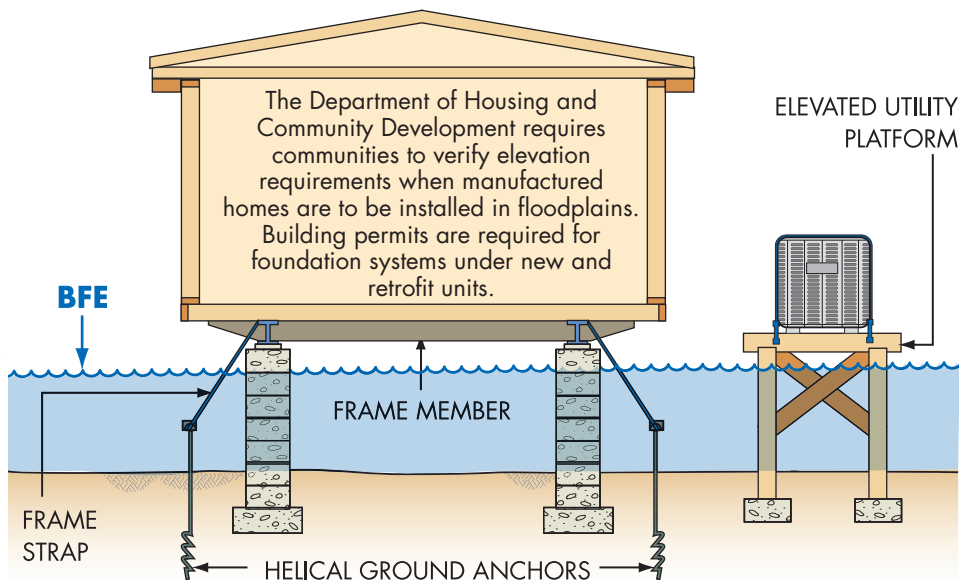 The Department of Housing and
Community Development requires
communities to verify elevation
requirements when manufactured
homes are to be installed in floodplains.
Building permits are required for
foundation systems under new and
retrofit units.
ELEVATED UTILITY
PLATFORM
BFE
FRAME MEMBER
FRAME
STRAP
HELICAL GROUND ANCHORS